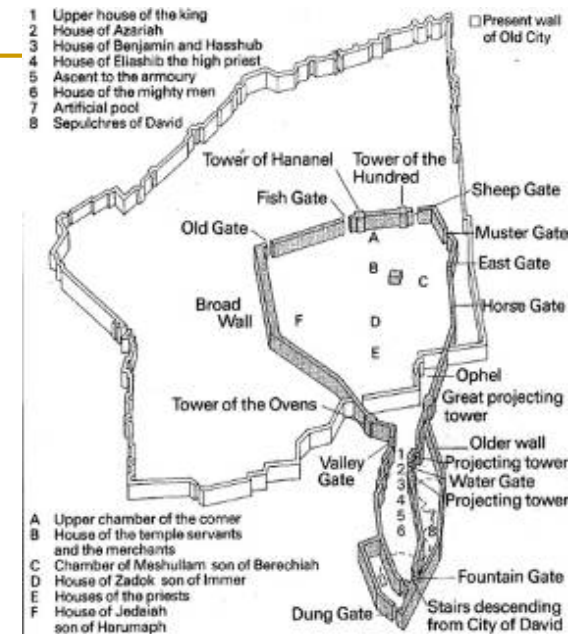 1 Upper house of the king
2 House of Azariah
3 House of Benjamin and Hasshub
4 House of Eliashib the high priest
5 Ascent to the armoury
6 House of the mighty men
7 Artificial pool
8 Sepulchres of David
Present wall
of Old City
Tower of Hananel
Tower of the
Hundred
Fish Gate
Sheep Gate
Old Gate
Muster Gate
A
East Gate
B
C
Horse Gate
Broad
Wall
F
D
E
Ophel
Tower of the Ovens
Great projecting
tower
Valley
Gate
Older wall
1
Projecting tower
2
Water Gate
3
Projecting tower
4
5
6
7
8
Fountain Gate
Dung Gate
Stairs descending
from City of David
A Upper chamber of the corner
B House of the temple servants
and the merchants
C Chamber of Meshullam son of Berechiah
D House of Zadok son of Immer
E Houses of the priests
F House of Jedaiah
son of Harumaph